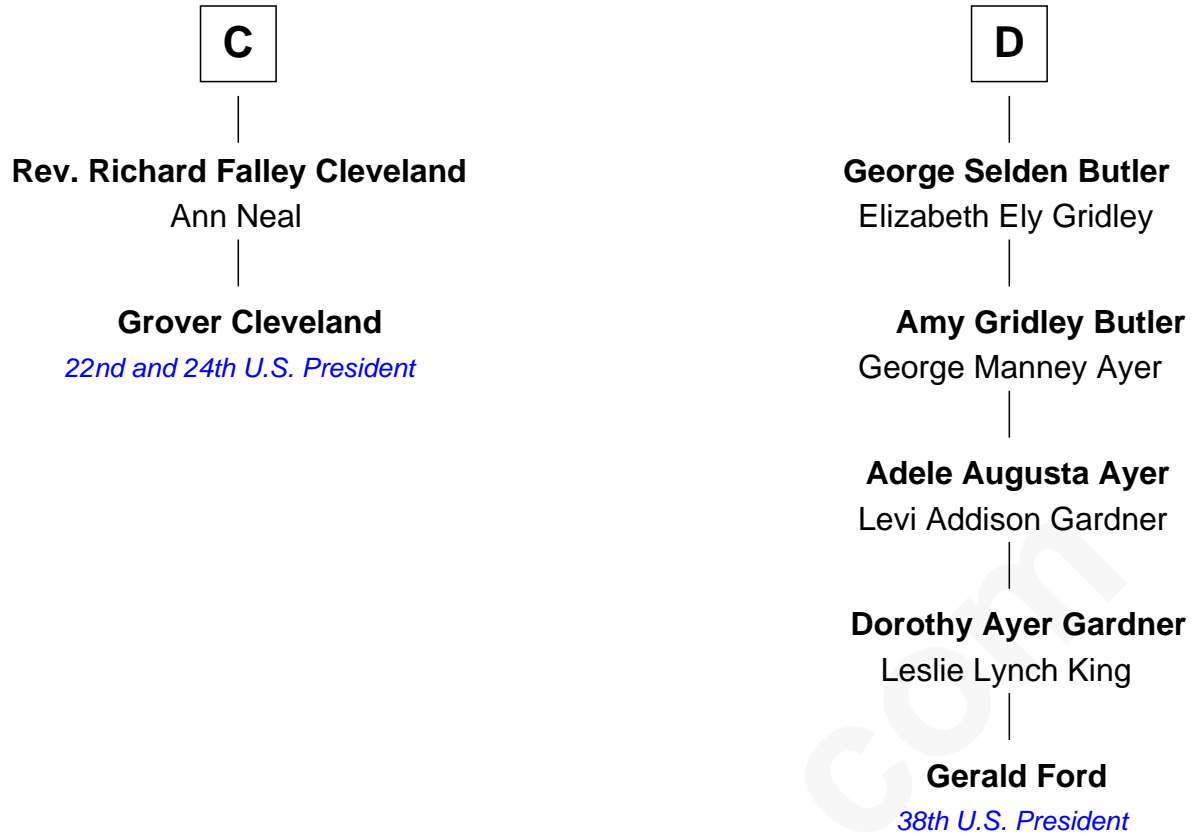 C
Rev. Richard Falley Cleveland
Ann Neal
Grover Cleveland
22nd and 24th U.S. President
D
George Selden Butler
Elizabeth Ely Gridley
Amy Gridley Butler
George Manney Ayer
Adele Augusta Ayer
Levi Addison Gardner
Dorothy Ayer Gardner
Leslie Lynch King
Gerald Ford
38th U.S. President
com